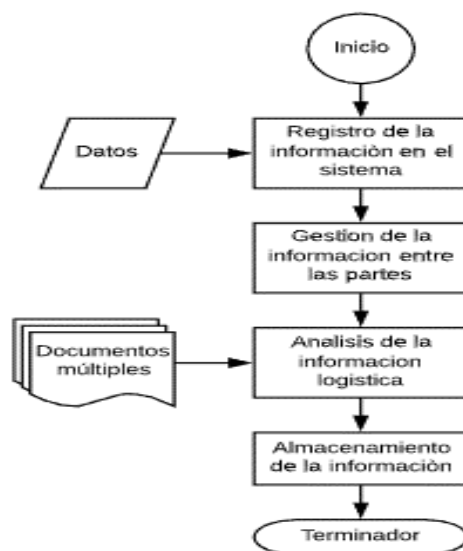 Inicio
Datos
Registro de la
informaciòn en el
sistema
Gestion de la
informacion entre
las partes
Documentos
múltiples
Analisis de la
informacion
logistica
Almacenamiento
de la informaciòn
Terminador